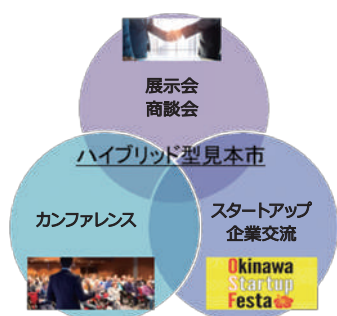 展示会
商談会
ハイブリッド型見本市
カンファレンス
スタートアップ
企業交流
Okinawa
Startup
Festa